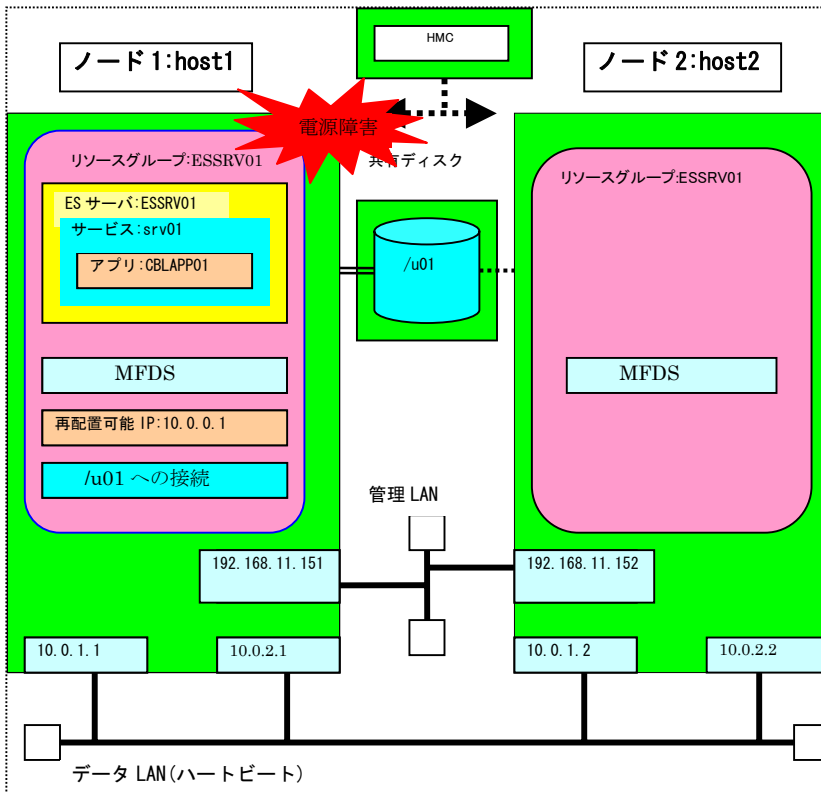 HMC
ノード1:host1
ノード2:host2
電源障害
リソースグループ:ESSRV01
共有ディスク
リソースグループ:ESSRV01
ES サーバ:ESSRV01
サービス:srv01
アプリ:CBLAPP01
/u01
MFDS
MFDS
再配置可能 IP:10.0.0.1
/u01 への接続
管理 LAN
192.168.11.151
192.168.11.152
10.0.1.1
10.0.2.1
10.0.1.2
10.0.2.2
データ LAN(ハートビート)